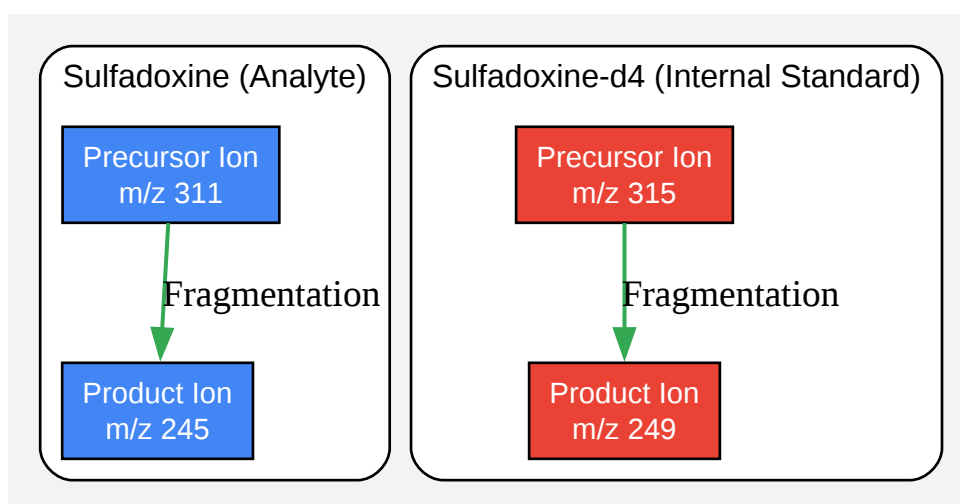 Sulfadoxine (Analyte)
Precursor Ion
m/z 311
Fragmentation
Product Ion
m/z 245
Sulfadoxine-d4 (Internal Standard)
Precursor Ion
m/z 315
Fragmentation
Product Ion
m/z 249